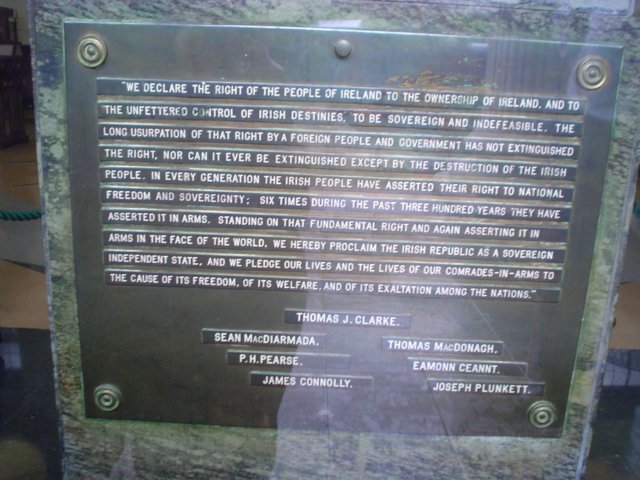 "WE DECLARE THE RIGHT OF THE PEOPLE OF IRELAND TO THE OWNERSHIP OF IRELAND, AND TO
THE UNFETTERED CONTROL OF IRISH DESTINIES, TO BE SOVEREIGN AND INDEFEASIBLE. THE
LONG USURPATION OF THAT RIGHT BY A FOREIGN PEOPLE AND GOVERNMENT HAS NOT EXTINGUISHED
THE RIGHT, NOR CAN IT EVER BE EXTINGUISHED EXCEPT BY THE DESTRUCTION OF THE IRISH
PEOPLE. IN EVERY GENERATION THE IRISH PEOPLE HAVE ASSERTED THEIR RIGHT TO NATIONAL
FREEDOM AND SOVEREIGNTY; SIX TIMES DURING THE PAST THREE HUNDRED YEARS THEY HAVE
ASSERTED IT IN ARMS. STANDING ON THAT FUNDAMENTAL RIGHT AND AGAIN ASSERTING IT IN
ARMS IN THE FACE OF THE WORLD, WE HEREBY PROCLAIM THE IRISH REPUBLIC AS A SOVEREIGN
INDEPENDENT STATE, AND WE PLEDGE OUR LIVES AND THE LIVES OF OUR COMRADES-IN-ARMS TO
THE CAUSE OF ITS FREEDOM, OF ITS WELFARE, AND OF ITS EXALTATION AMONG THE NATIONS."
THOMAS J. CLARKE.
SEAN MACDIARMADA.
THOMAS MACDONAGH.
P.H. PEARSE.
EAMONN CEANNT.
JAMES CONNOLLY.
JOSEPH PLUNKETT.